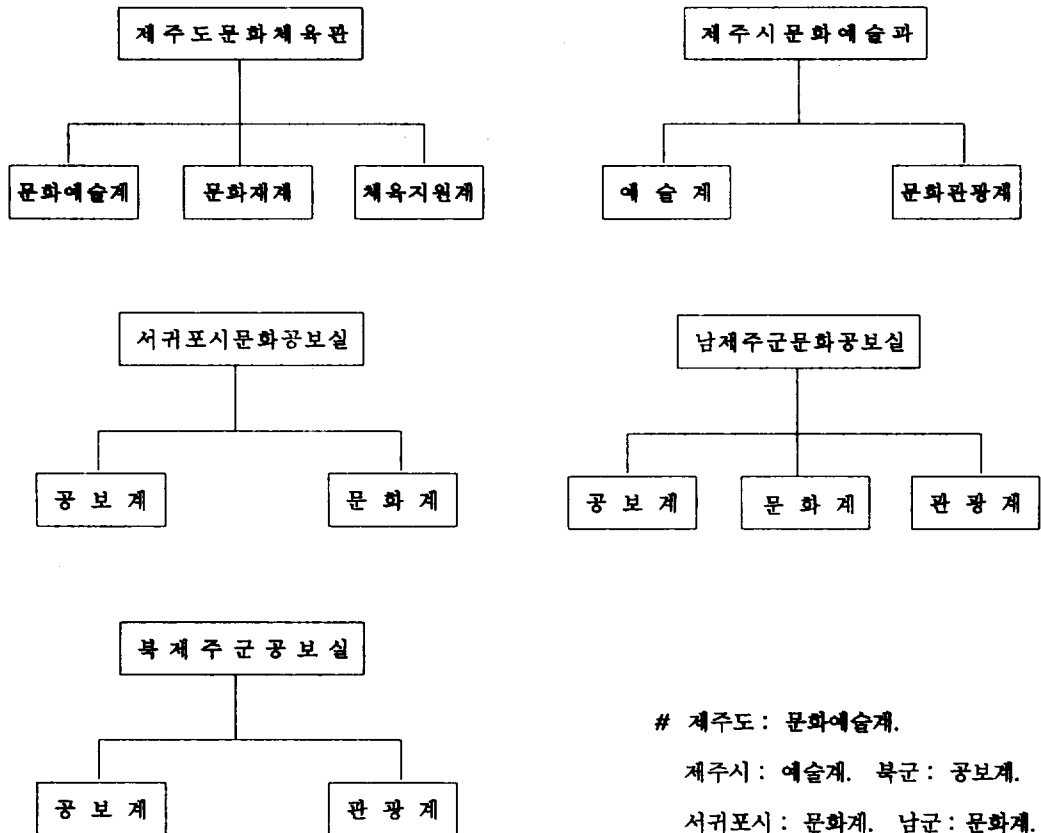 제주도문화체육관 제주시문화예술과
문화예술계 문화재계 체육지원계 예 술 계 문화관광계
서귀포시문화공보실 남제주군문화공보실
공 보 계 문 화 계 공 보 계 문 화 계 관 광 계
북 제 주 군 공 보 실
공 보 계 관 광 계
# 제주도 : 문화예술계.
제주시 : 예술계. 북군 : 공보계.
서귀포시 : 문화계. 남군 : 문화계.